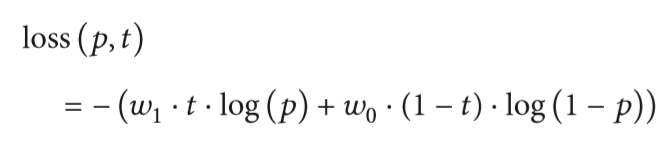 loss (p, t)
= − (w₁ · t · log (p) + w₀ · (1 − t) · log (1 − p))